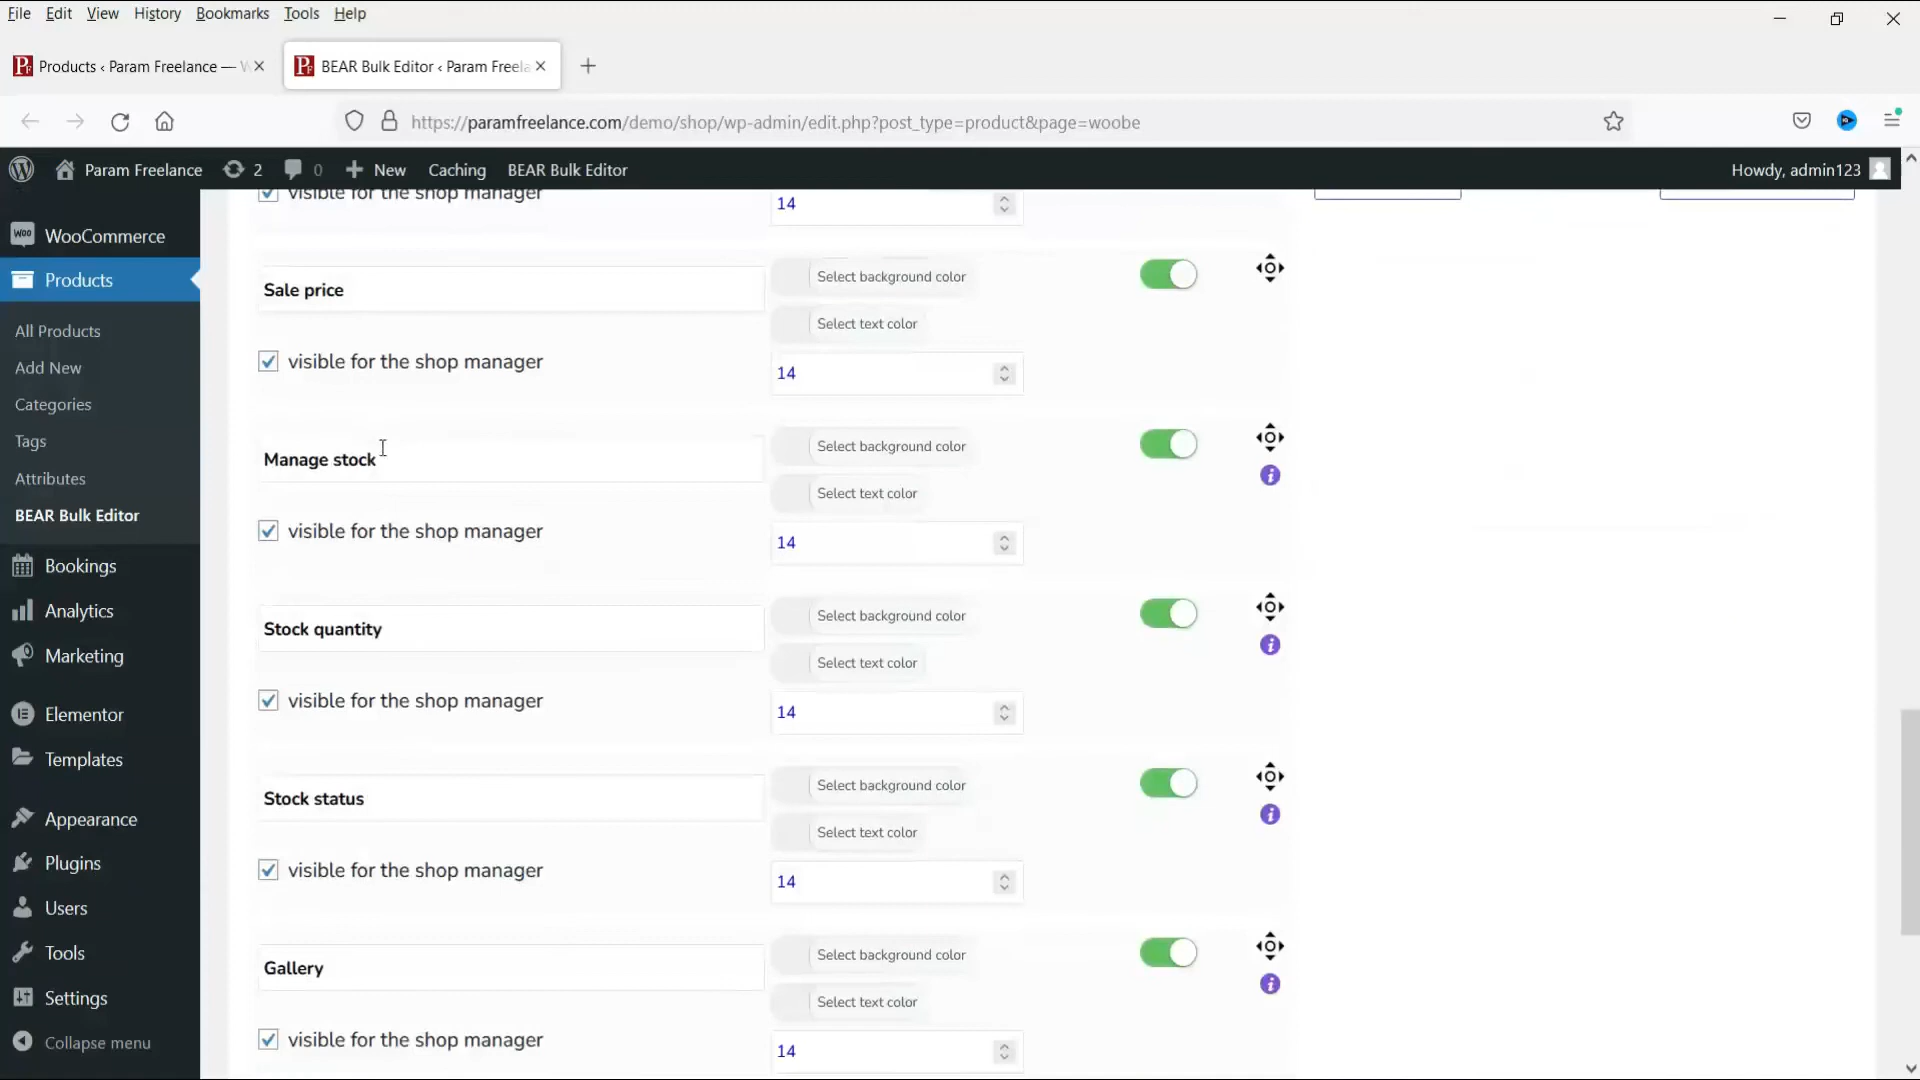 File Edit View History Bookmarks Tools Help
Products ‹ Param Freelance — W
BEAR Bulk Editor ‹ Param Freela
https://paramfreelance.com/demo/shop/wp-admin/edit.php?post_type=product&page=woobe
Param Freelance 2 0 New Caching BEAR Bulk Editor Howdy, admin123
WooCommerce
Products
All Products
Add New
Categories
Tags
Attributes
BEAR Bulk Editor
Bookings
Analytics
Marketing
Elementor
Templates
Appearance
Plugins
Users
Tools
Settings
Collapse menu
visible for the shop manager
14
Sale price
Select background color
Select text color
visible for the shop manager
14
Manage stock
Select background color
Select text color
visible for the shop manager
14
Stock quantity
Select background color
Select text color
visible for the shop manager
14
Stock status
Select background color
Select text color
visible for the shop manager
14
Gallery
Select background color
Select text color
visible for the shop manager
14